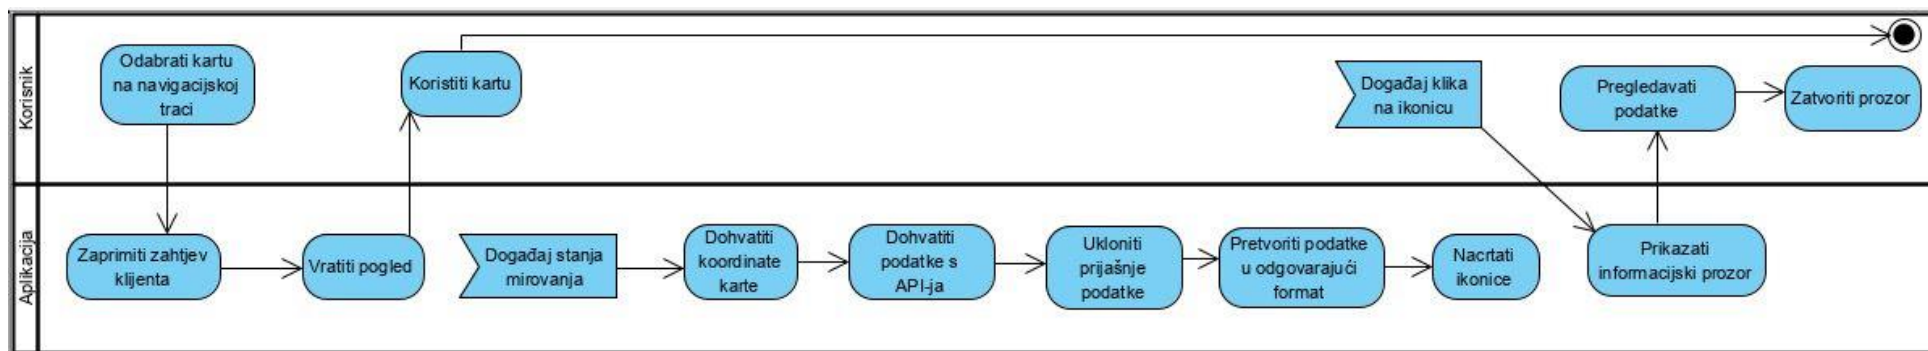 Korisnik
Odabrati kartu
na navigacijskoj
traci
Koristiti kartu
Događaj klika
na ikonicu
Pregledavati
podatke
Zatvoriti prozor
Aplikacija
Zaprimiti zahtjev
klijenta
Vratiti pogled
Događaj stanja
mirovanja
Dohvatiti
koordinate
karte
Dohvatiti
podatke s
API-ja
Ukloniti
prijašnje
podatke
Pretvoriti podatke
u odgovarajući
format
Nacrtati
ikonice
Prikazati
informacijski prozor